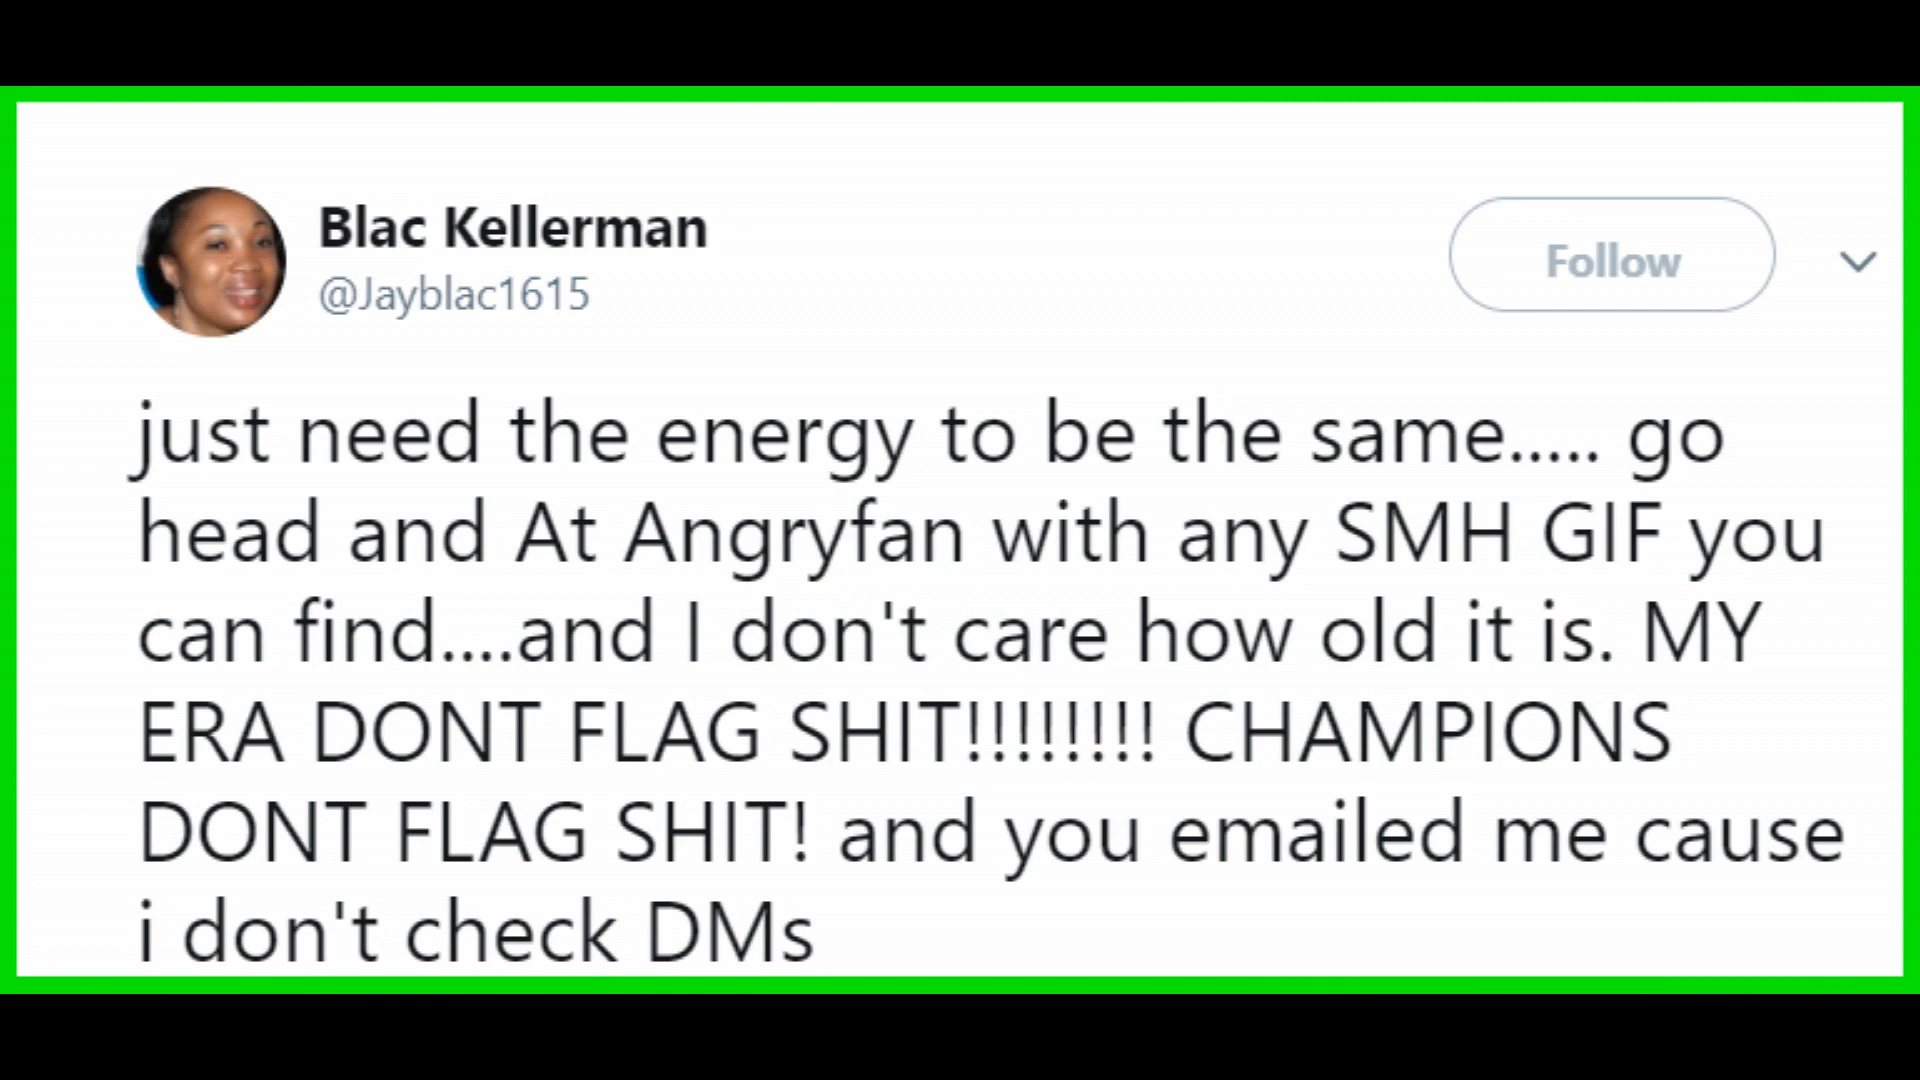 Blac Kellerman
@Jayblac1615
Follow
just need the energy to be the same..... go
head and At Angryfan with any SMH GIF you
can find....and I don't care how old it is. MY
ERA DONT FLAG SHIT!!!!!!!! CHAMPIONS
DONT FLAG SHIT! and you emailed me cause
i don't check DMs